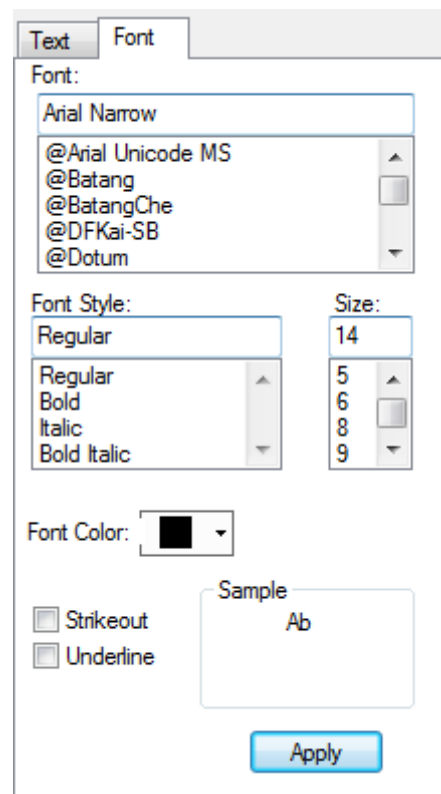 Text Font
Font:
Arial Narrow
@Arial Unicode MS
@Batang
@BatangChe
@DFKai-SB
@Dotum
Font Style: Size:
Regular 14
Regular 5
Bold 6
Italic 8
Bold Italic 9
Font Color:
Sample
Strikeout Ab
Underline
Apply